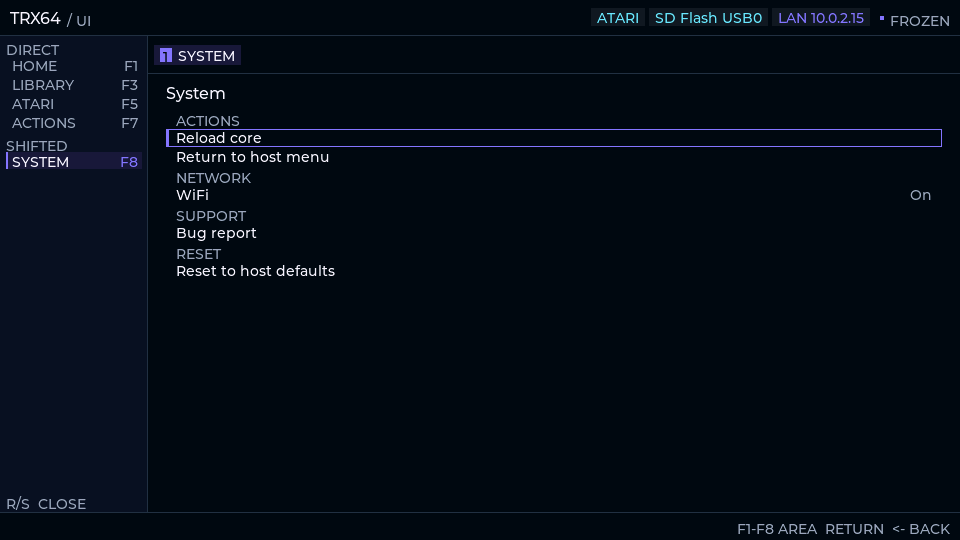 TRX64 / UI
ATARI SD Flash USB0 LAN 10.0.2.15 FROZEN
DIRECT
HOME F1
LIBRARY F3
ATARI F5
ACTIONS F7
SHIFTED
SYSTEM F8
R/S CLOSE
1 SYSTEM
System
ACTIONS
Reload core
Return to host menu
NETWORK
WiFi On
SUPPORT
Bug report
RESET
Reset to host defaults
F1-F8 AREA RETURN <- BACK